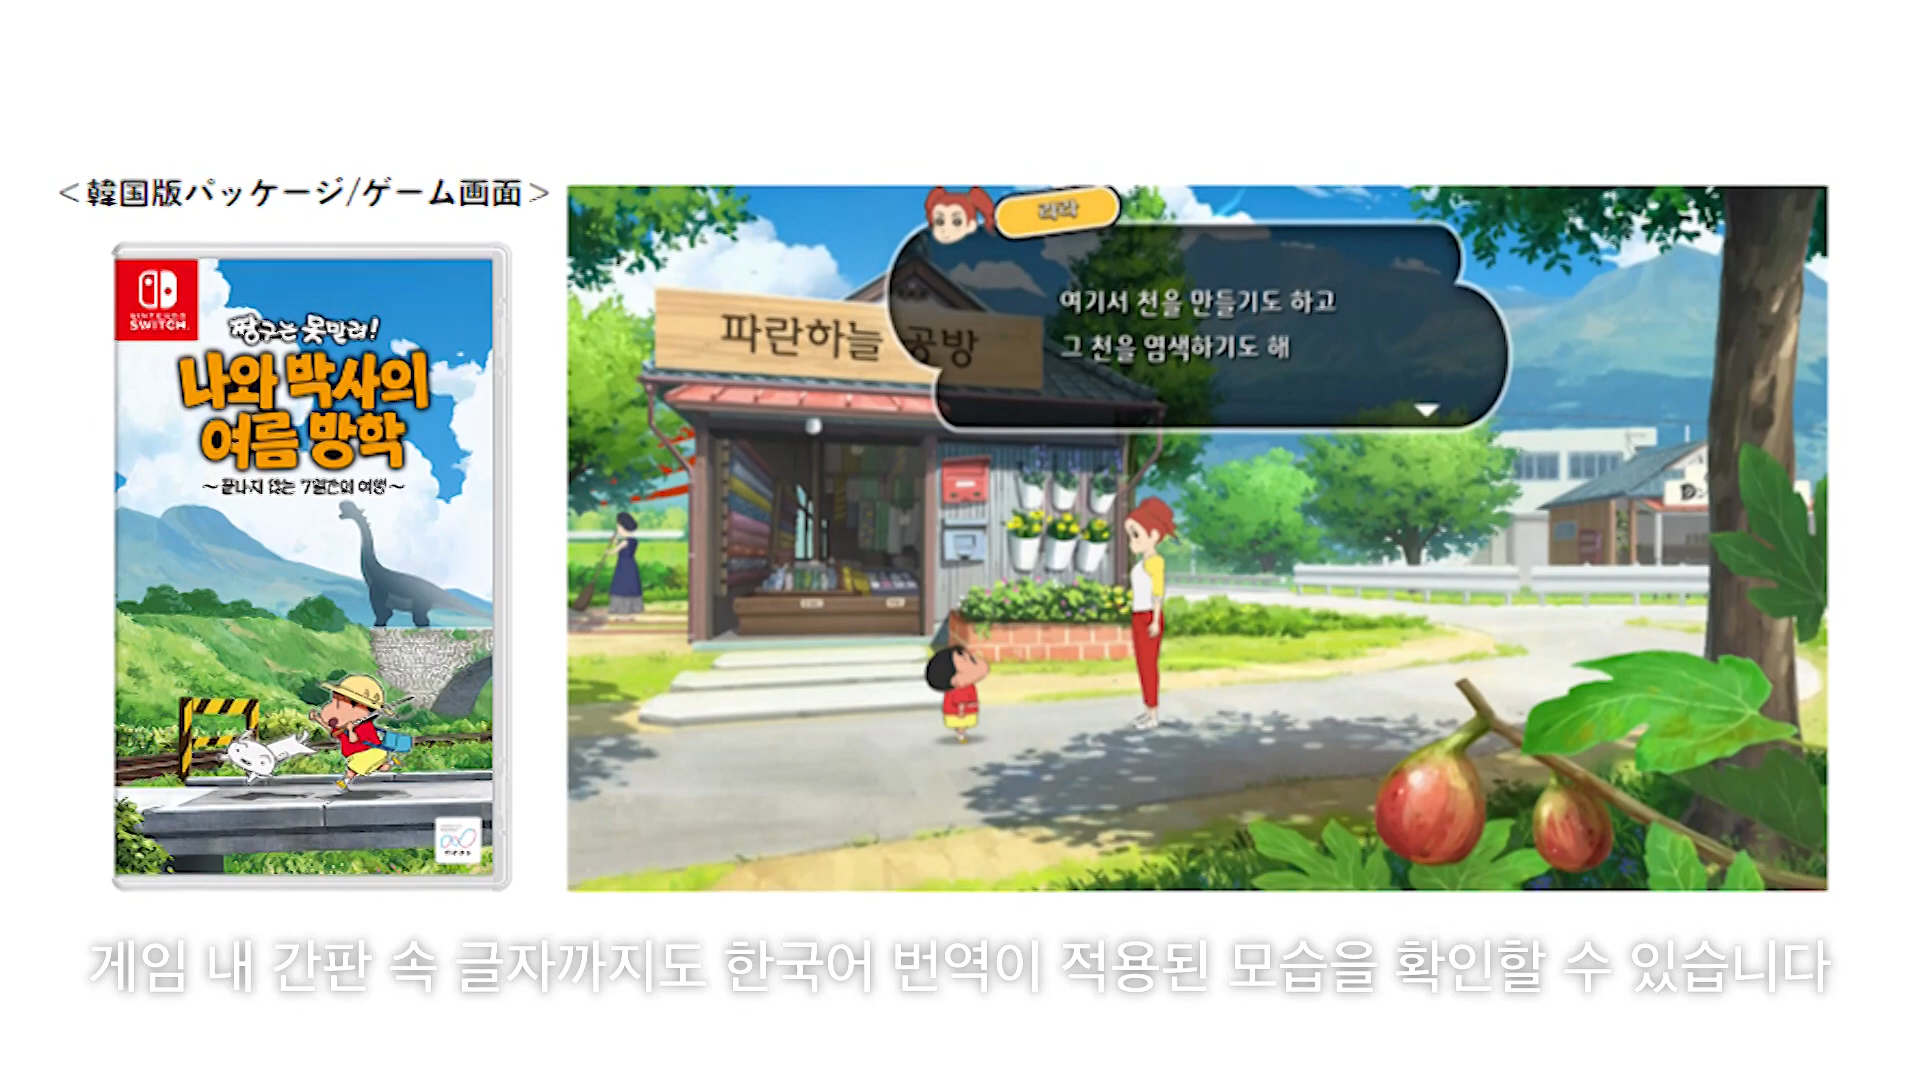 <韓国版パッケージ/ゲーム画面>
NINTENDO
SWITCH
짱구는 못말려!
나와 박사의
여름 방학
~끝나지 않는 7일간의 여행~
라라
여기서 천을 만들기도 하고
그 천을 염색하기도 해
파란하늘 공방
게임 내 간판 속 글자까지도 한국어 번역이 적용된 모습을 확인할 수 있습니다